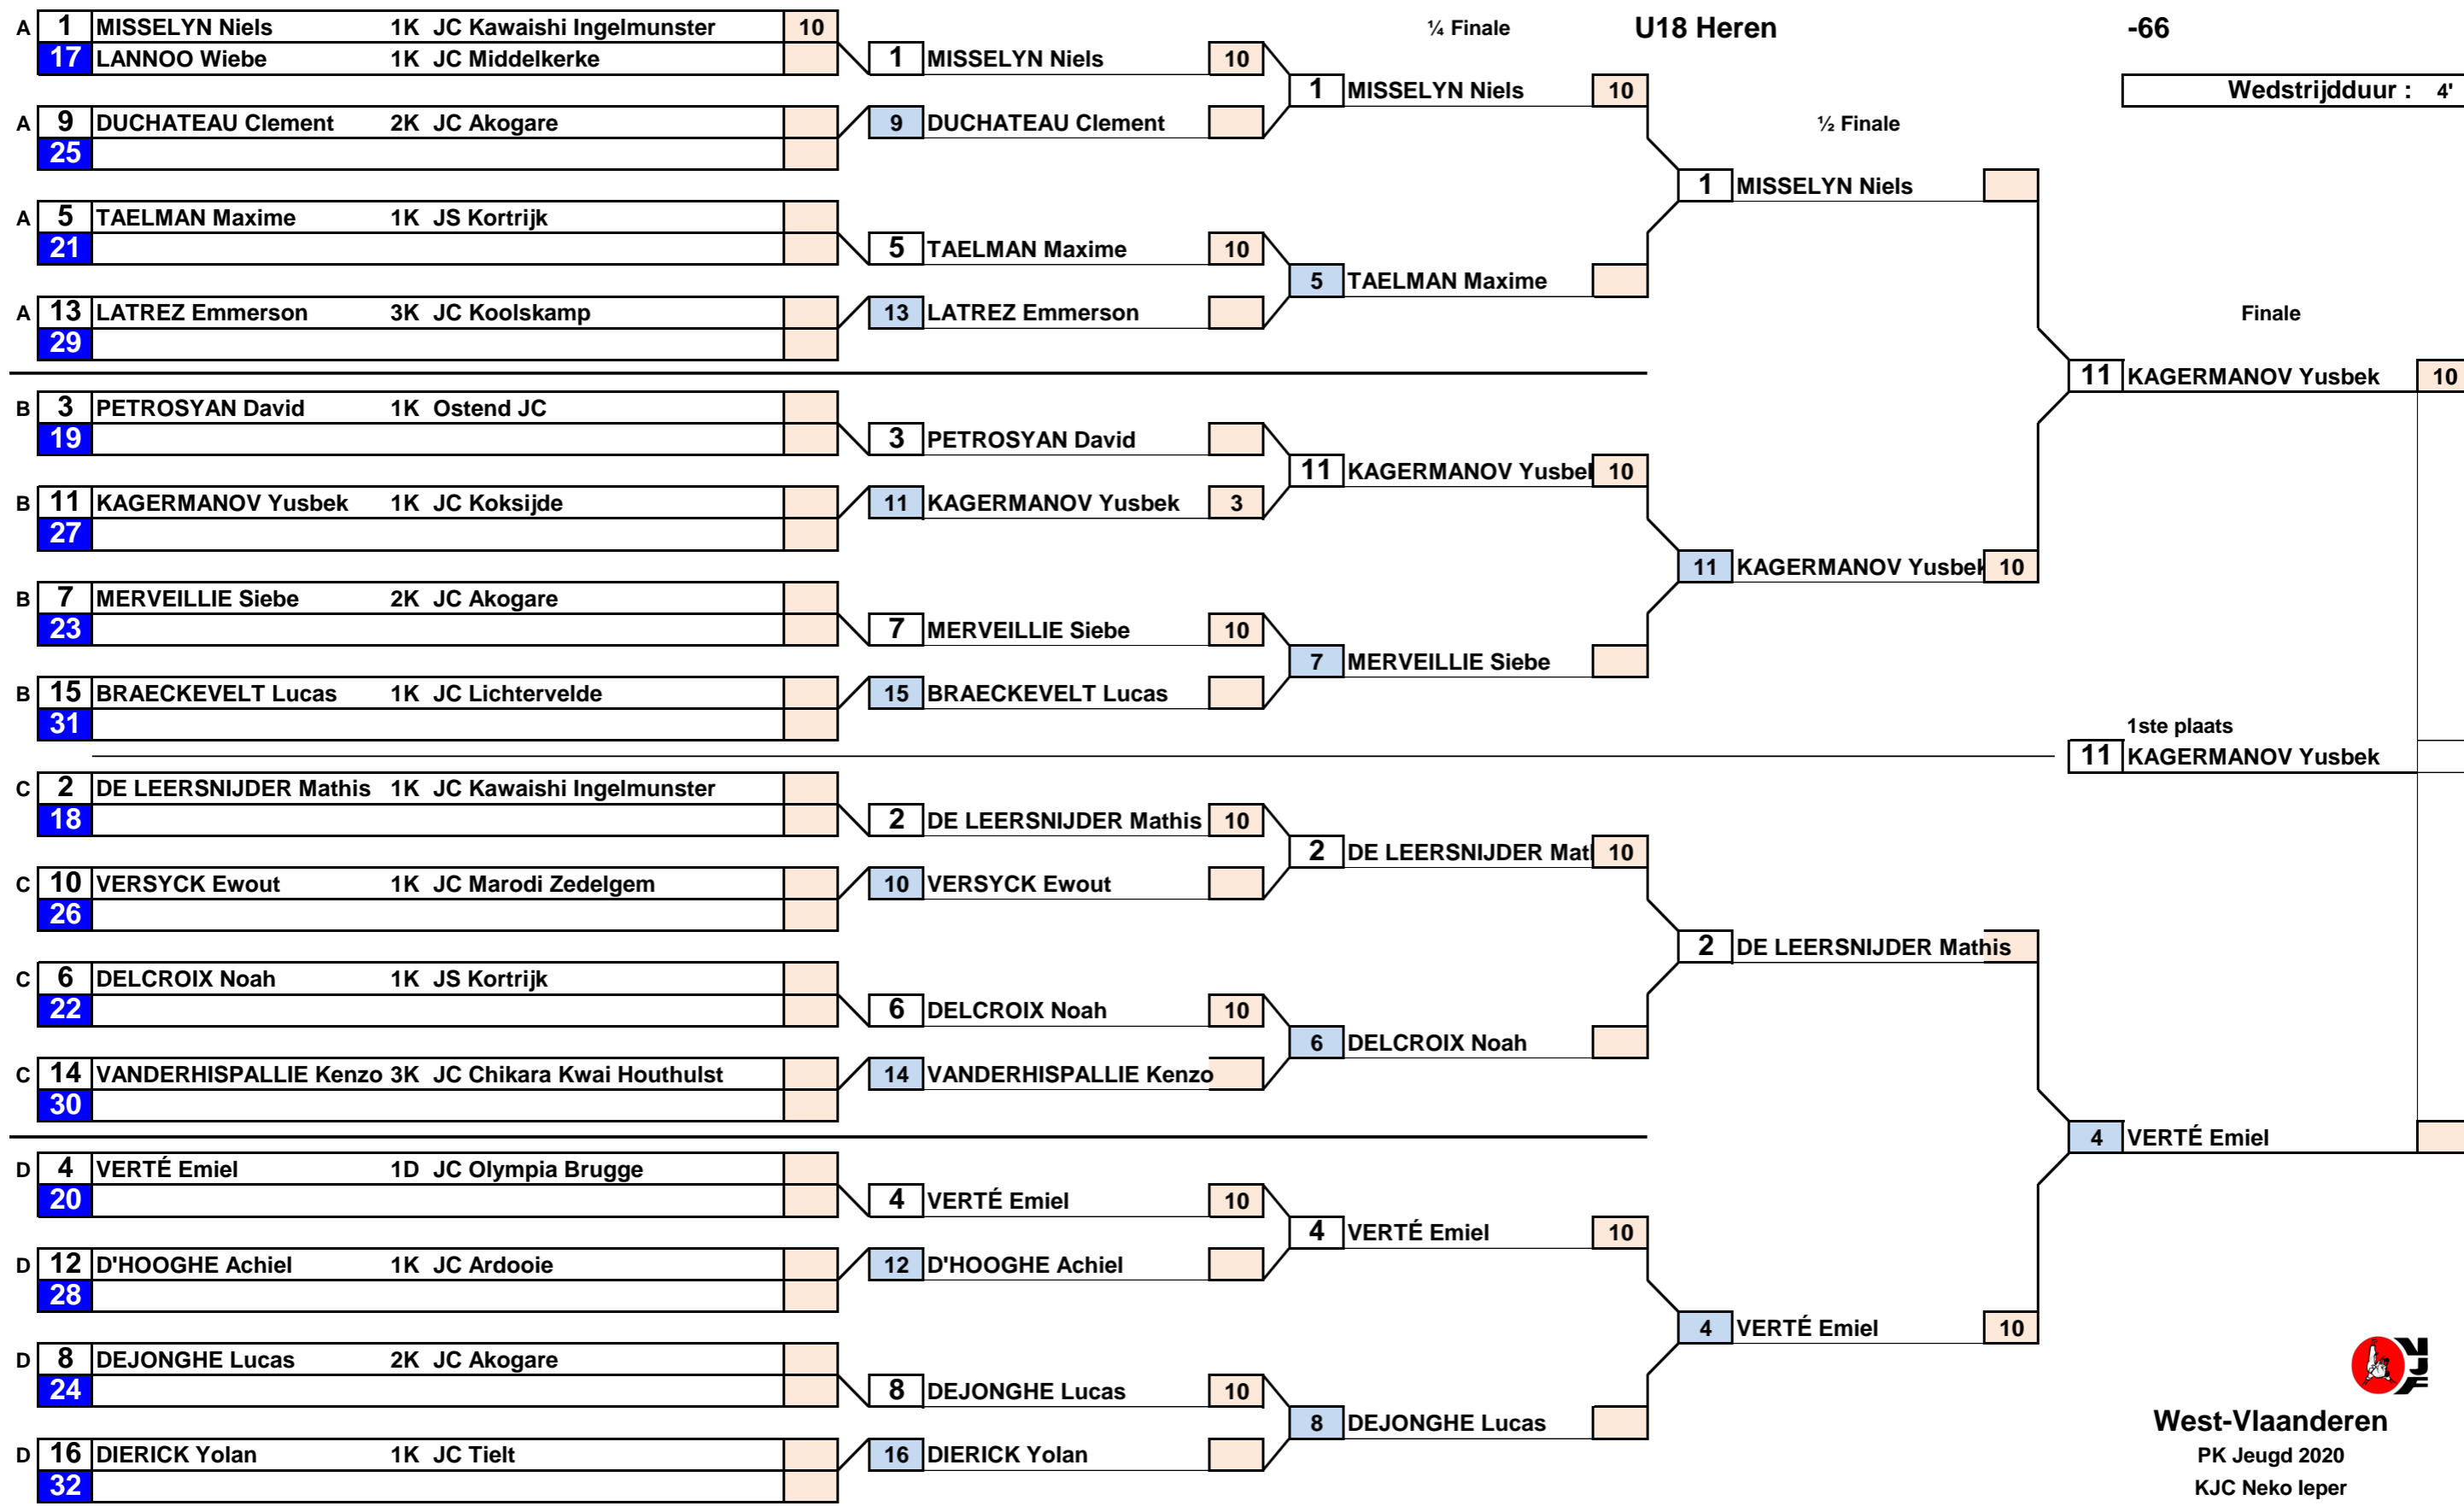 ¼ Finale U18 Heren -66
Wedstrijdduur : 4'
½ Finale
Finale
A 1 MISSELYN Niels 1K JC Kawaishi Ingelmunster 10
17 LANNOO Wiebe 1K JC Middelkerke
A 9 DUCHATEAU Clement 2K JC Akogare
25
A 5 TAELMAN Maxime 1K JS Kortrijk
21
A 13 LATREZ Emmerson 3K JC Koolskamp
29
B 3 PETROSYAN David 1K Ostend JC
19
B 11 KAGERMANOV Yusbek 1K JC Koksijde
27
B 7 MERVEILLIE Siebe 2K JC Akogare
23
B 15 BRAECKEVELT Lucas 1K JC Lichtervelde
31
C 2 DE LEERSNIJDER Mathis 1K JC Kawaishi Ingelmunster
18
C 10 VERSYCK Ewout 1K JC Marodi Zedelgem
26
C 6 DELCROIX Noah 1K JS Kortrijk
22
C 14 VANDERHISPALLIE Kenzo 3K JC Chikara Kwai Houthulst
30
D 4 VERTÉ Emiel 1D JC Olympia Brugge
20
D 12 D'HOOGHE Achiel 1K JC Ardooie
28
D 8 DEJONGHE Lucas 2K JC Akogare
24
D 16 DIERICK Yolan 1K JC Tielt
32
1 MISSELYN Niels 10
9 DUCHATEAU Clement
5 TAELMAN Maxime 10
13 LATREZ Emmerson
3 PETROSYAN David
11 KAGERMANOV Yusbek 3
7 MERVEILLIE Siebe 10
15 BRAECKEVELT Lucas
2 DE LEERSNIJDER Mathis 10
10 VERSYCK Ewout
6 DELCROIX Noah 10
14 VANDERHISPALLIE Kenzo
4 VERTÉ Emiel 10
12 D'HOOGHE Achiel
8 DEJONGHE Lucas 10
16 DIERICK Yolan
1 MISSELYN Niels 10
5 TAELMAN Maxime
11 KAGERMANOV Yusbek 10
7 MERVEILLIE Siebe
2 DE LEERSNIJDER Mat 10
6 DELCROIX Noah
4 VERTÉ Emiel 10
8 DEJONGHE Lucas
1 MISSELYN Niels
11 KAGERMANOV Yusbek 10
2 DE LEERSNIJDER Mathis
4 VERTÉ Emiel 10
11 KAGERMANOV Yusbek 10
4 VERTÉ Emiel
1ste plaats
11 KAGERMANOV Yusbek
VJF
West-Vlaanderen
PK Jeugd 2020
KJC Neko Ieper